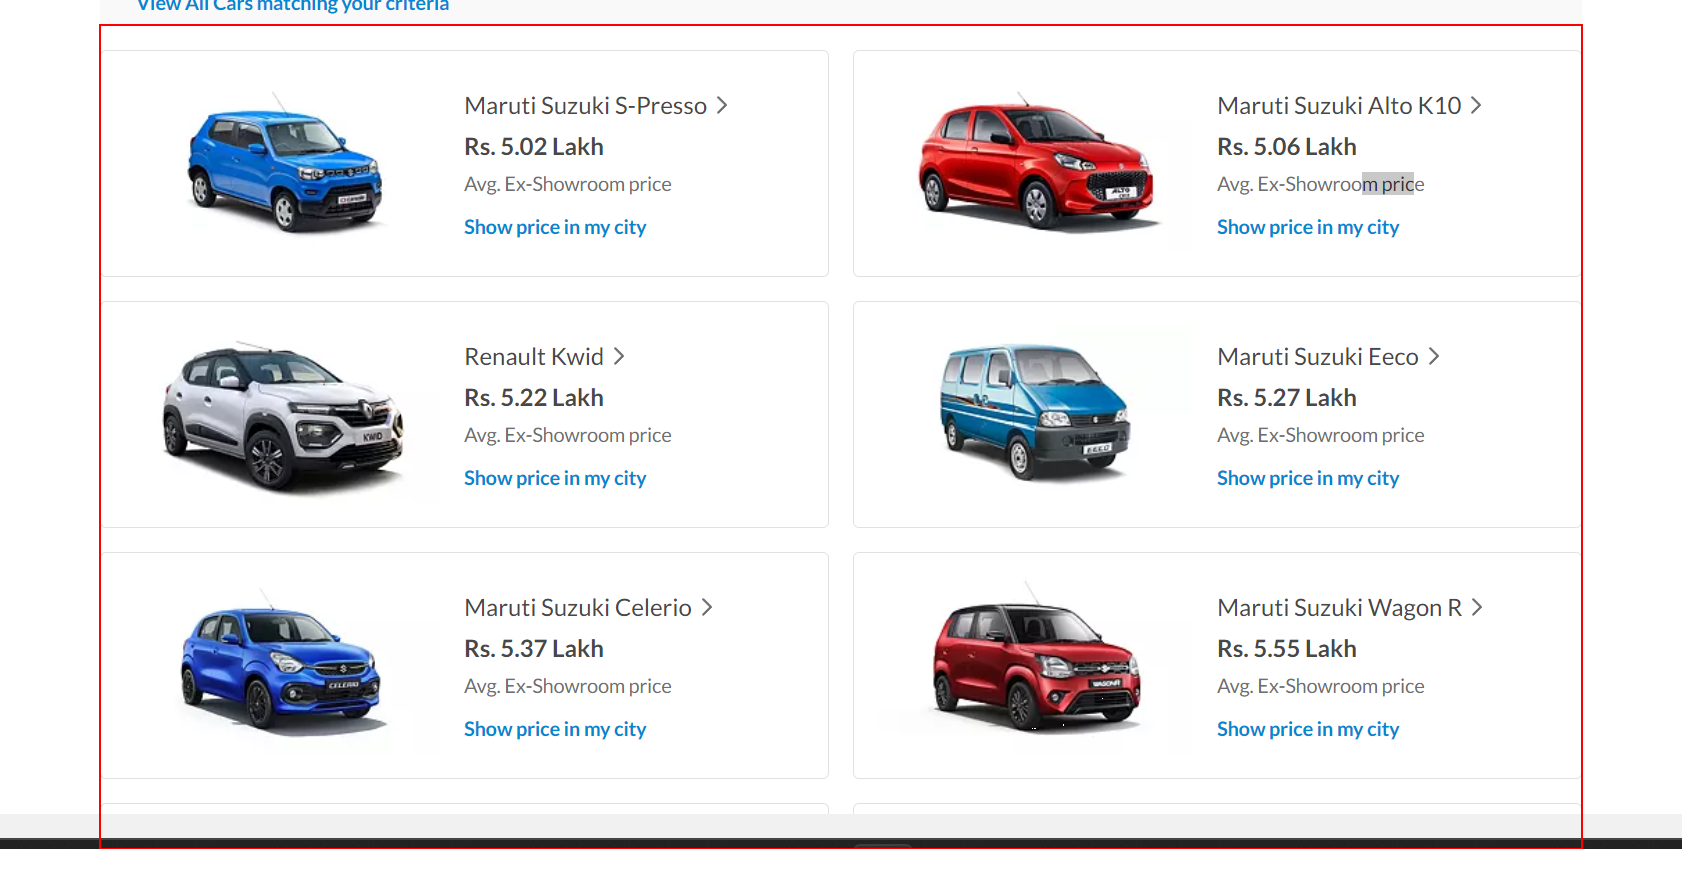 View All Cars matching your criteria
Maruti Suzuki S-Presso
Rs. 5.02 Lakh
Avg. Ex-Showroom price
Show price in my city
Maruti Suzuki Alto K10
Rs. 5.06 Lakh
Avg. Ex-Showroom price
Show price in my city
ALTO
Renault Kwid
Rs. 5.22 Lakh
Avg. Ex-Showroom price
Show price in my city
KWID
Maruti Suzuki Eeco
Rs. 5.27 Lakh
Avg. Ex-Showroom price
Show price in my city
EECO
Maruti Suzuki Celerio
Rs. 5.37 Lakh
Avg. Ex-Showroom price
Show price in my city
CELERIO
Maruti Suzuki Wagon R
Rs. 5.55 Lakh
Avg. Ex-Showroom price
Show price in my city
WAGONR